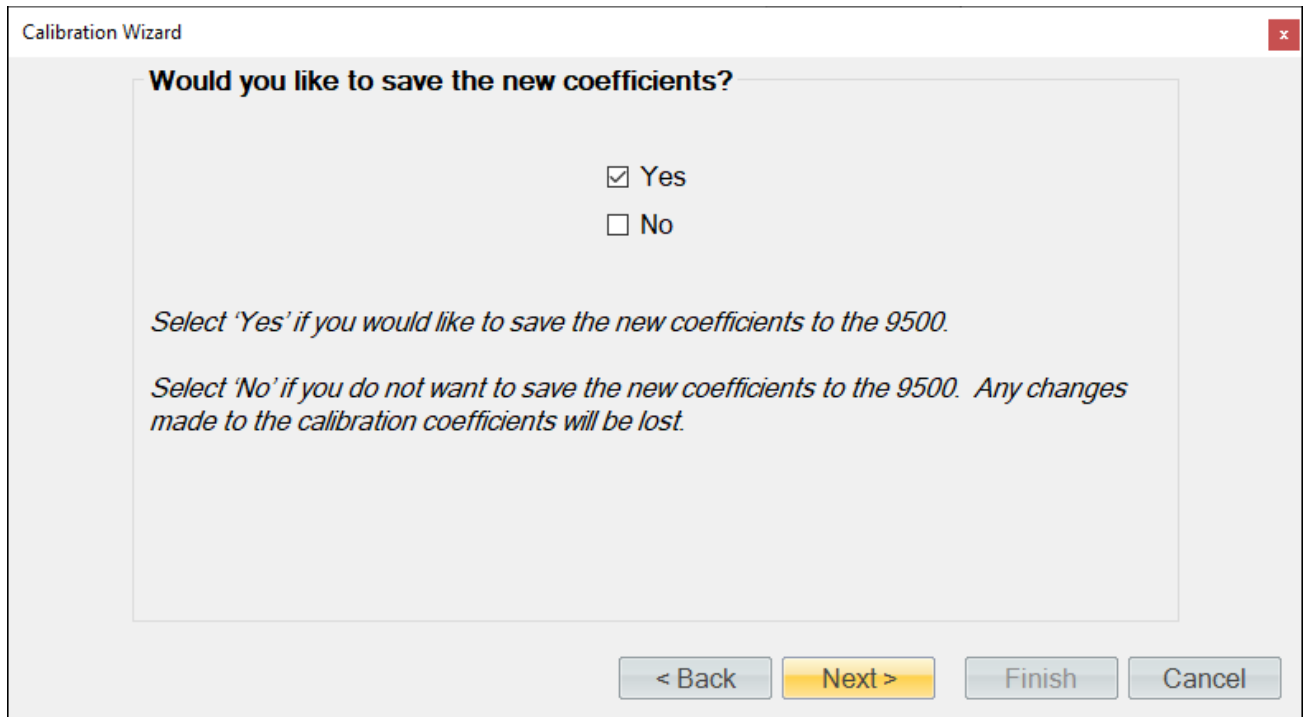 Calibration Wizard
x
Would you like to save the new coefficients?
Yes
No
Select ‘Yes’ if you would like to save the new coefficients to the 9500.
Select ‘No’ if you do not want to save the new coefficients to the 9500.  Any changes
made to the calibration coefficients will be lost.
< Back
Next >
Finish
Cancel